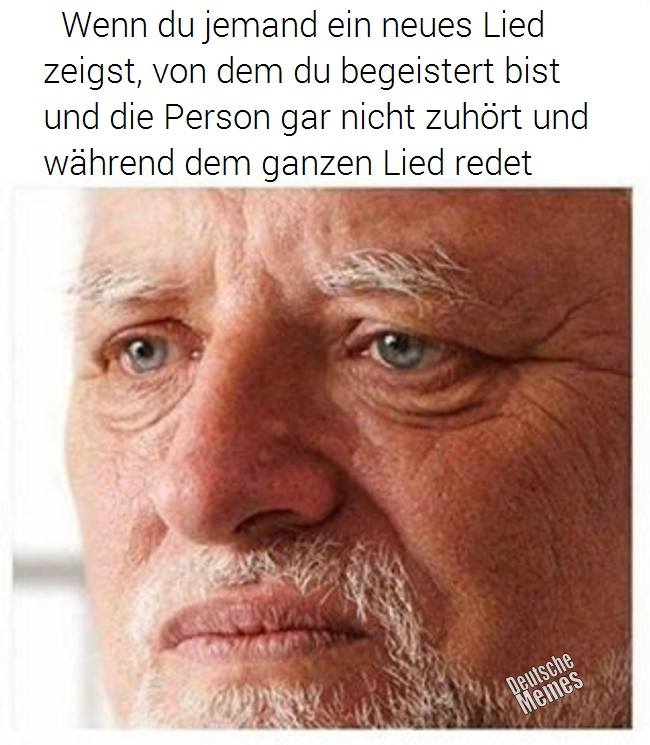 Wenn du jemand ein neues Lied
zeigst, von dem du begeistert bist
und die Person gar nicht zuhört und
während dem ganzen Lied redet
Deutsche
Memes